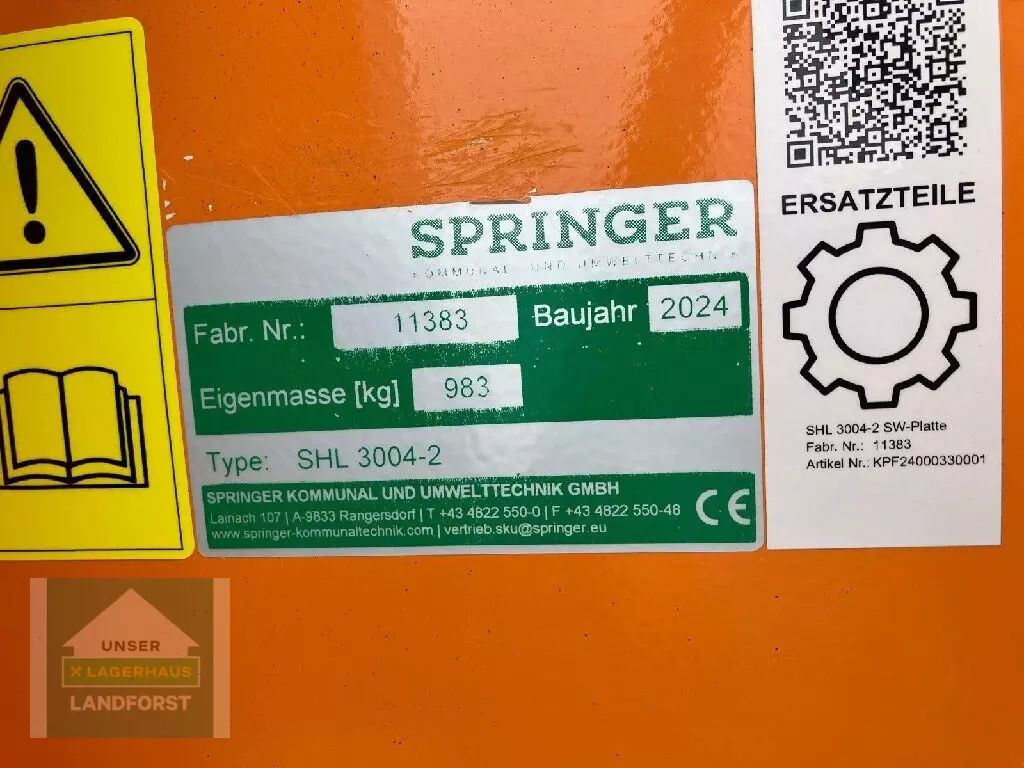 SPRINGER
KOMMUNAL UND UMWELTTECHNIK
Fabr. Nr.: 11383 Baujahr 2024
Eigenmasse [kg] 983
Type: SHL 3004-2
SPRINGER KOMMUNAL UND UMWELTTECHNIK GMBH
Lainach 107 | A-9833 Rangersdorf | T +43 4822 550-0 | F +43 4822 550-48
www.springer-kommunaltechnik.com | vertrieb.sku@springer.eu
CE
ERSATZTEILE
SHL 3004-2 SW-Platte
Fabr. Nr.: 11383
Artikel Nr.: KPF24000330001
UNSER
X LAGERHAUS
LANDFORST